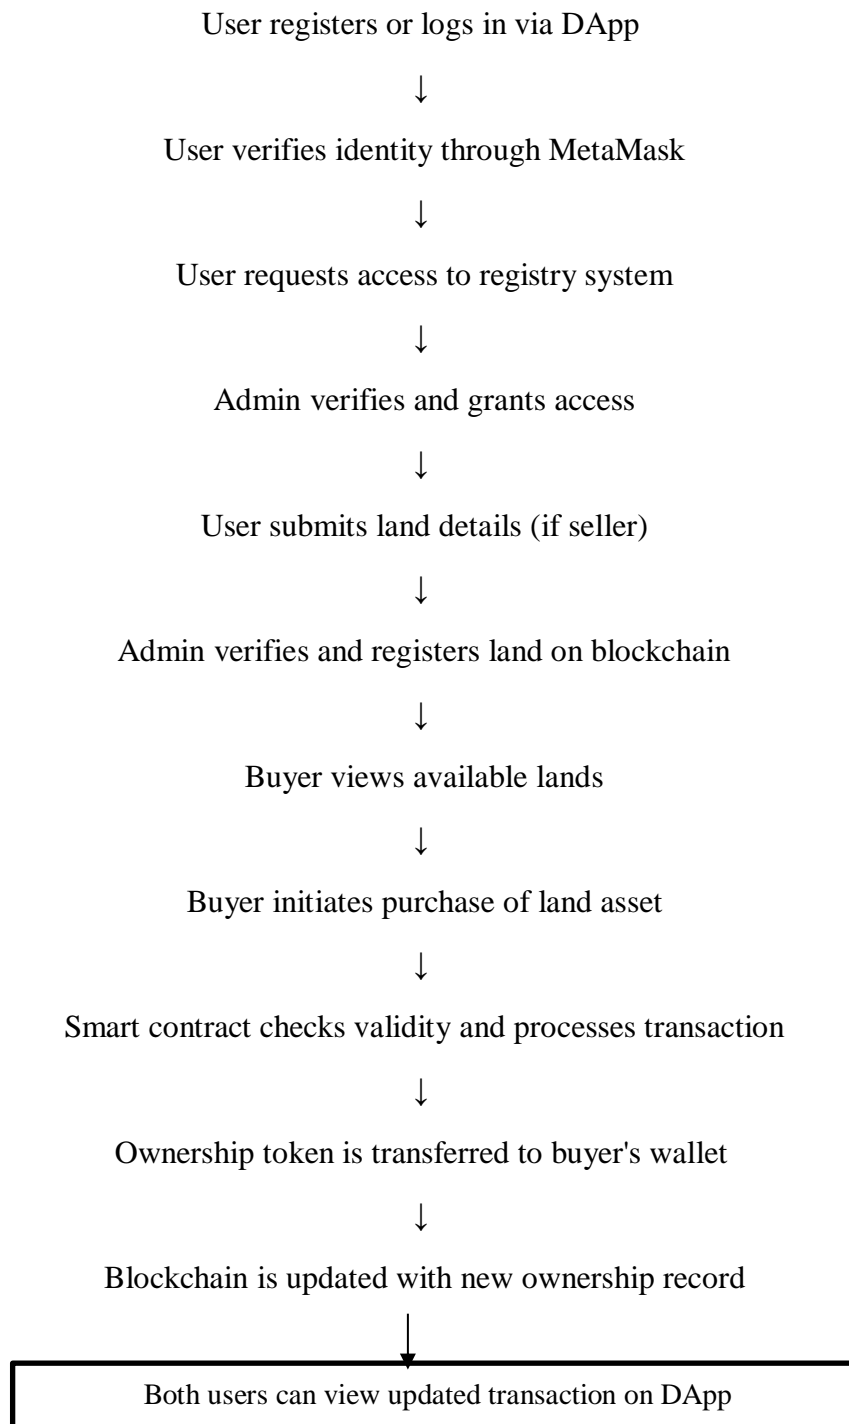 User registers or logs in via DApp
↓
User verifies identity through MetaMask
↓
User requests access to registry system
↓
Admin verifies and grants access
↓
User submits land details (if seller)
↓
Admin verifies and registers land on blockchain
↓
Buyer views available lands
↓
Buyer initiates purchase of land asset
↓
Smart contract checks validity and processes transaction
↓
Ownership token is transferred to buyer's wallet
↓
Blockchain is updated with new ownership record
Both users can view updated transaction on DApp